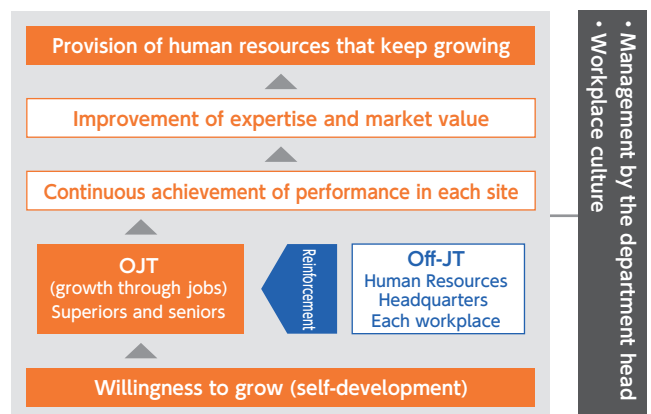 Provision of human resources that keep growing
Improvement of expertise and market value
Continuous achievement of performance in each site
OJT
(growth through jobs)
Superiors and seniors
Reinforcement
Off-JT
Human Resources
Headquarters
Each workplace
Willingness to grow (self-development)
• Management by the department head
• Workplace culture